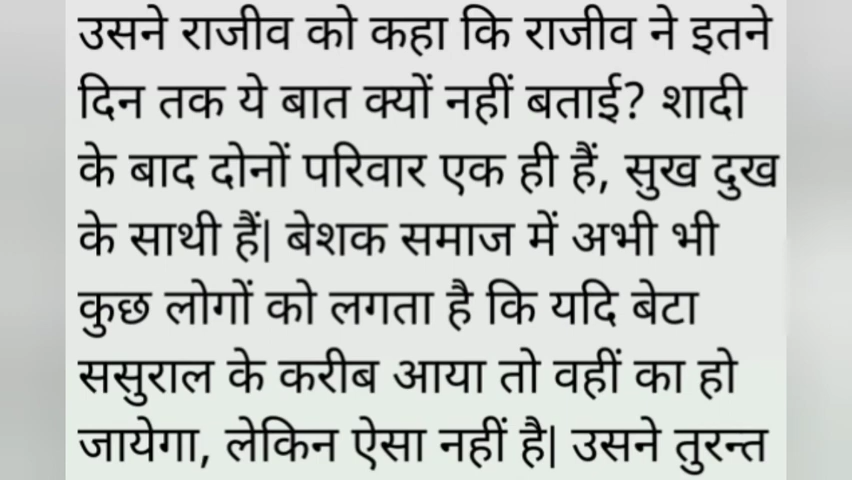 उसने राजीव को कहा कि राजीव ने इतने
दिन तक ये बात क्यों नहीं बताई? शादी
के बाद दोनों परिवार एक ही हैं, सुख दुख
के साथी हैं| बेशक समाज में अभी भी
कुछ लोगों को लगता है कि यदि बेटा
ससुराल के करीब आया तो वहीं का हो
जायेगा, लेकिन ऐसा नहीं है| उसने तुरन्त